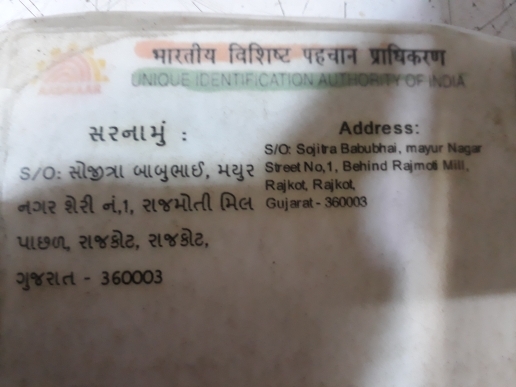 भारतीय विशिष्ट पहचान प्राधिकरण
UNIQUE IDENTIFICATION AUTHORITY OF INDIA
AADHAAR
સરનામું :
S/O: સોજીત્રા બાબુભાઈ, મયુર
નગર શેરી નં,1, રાજમોતી મિલ
પાછળ, રાજકોટ, રાજકોટ,
ગુજરાત - 360003
Address:
S/O: Sojitra Babubhai, mayur Nagar
Street No,1, Behind Rajmoti Mill,
Rajkot, Rajkot,
Gujarat - 360003